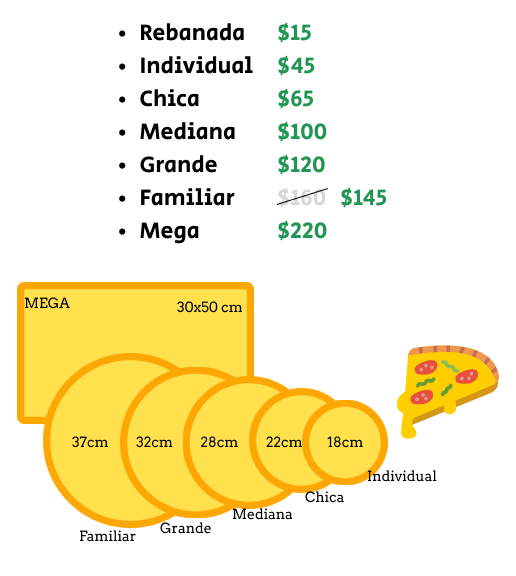 • Rebanada $15
• Individual $45
• Chica $65
• Mediana $100
• Grande $120
• Familiar $160 $145
• Mega $220
MEGA 30x50 cm
37cm 32cm 28cm 22cm 18cm
Individual
Chica
Mediana
Grande
Familiar